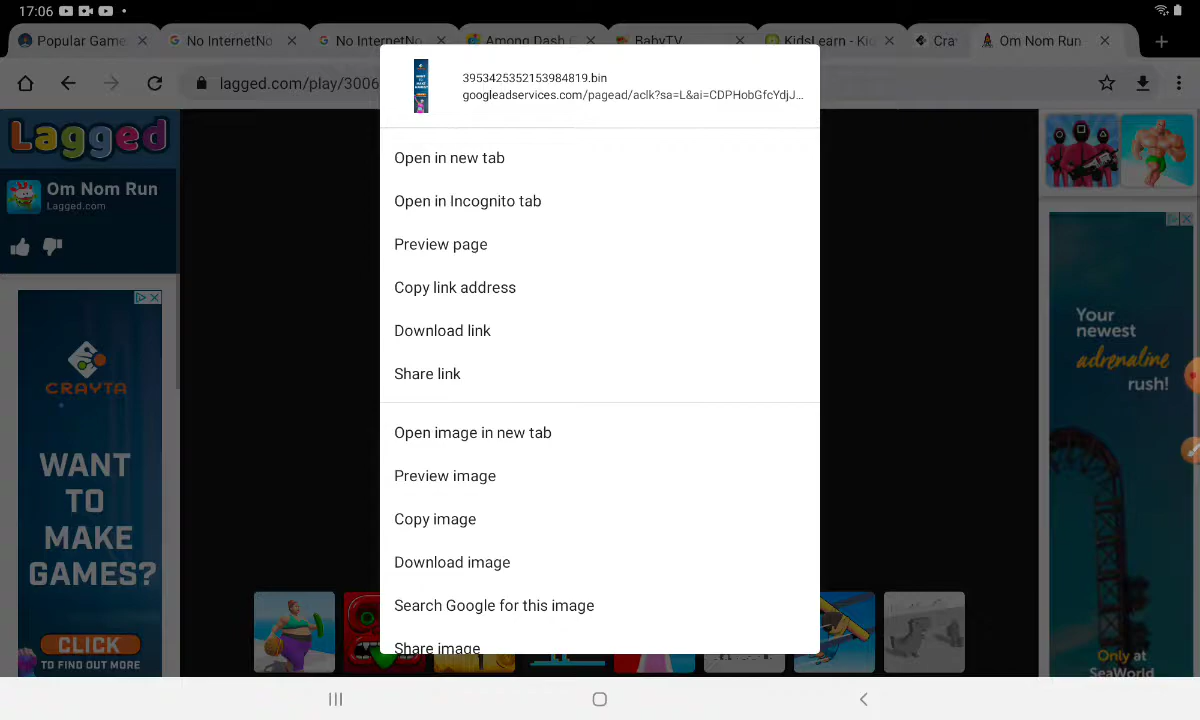 17:06
Popular Game
No InternetNo
No InternetNo
Among Dash
BabyTV
KidsLearn - Kid
Cra
Om Nom Run
lagged.com/play/3006
3953425352153984819.bin
googleadservices.com/pagead/aclk?sa=L&ai=CDPHobGfcYdjJ...
Open in new tab
Open in Incognito tab
Preview page
Copy link address
Download link
Share link
Open image in new tab
Preview image
Copy image
Download image
Search Google for this image
Share image
Lagged
Om Nom Run
Lagged.com
CRAYTA
WANT
TO
MAKE
GAMES?
CLICK
TO FIND OUT MORE
Your
newest
adrenaline
rush!
Only at
SeaWorld